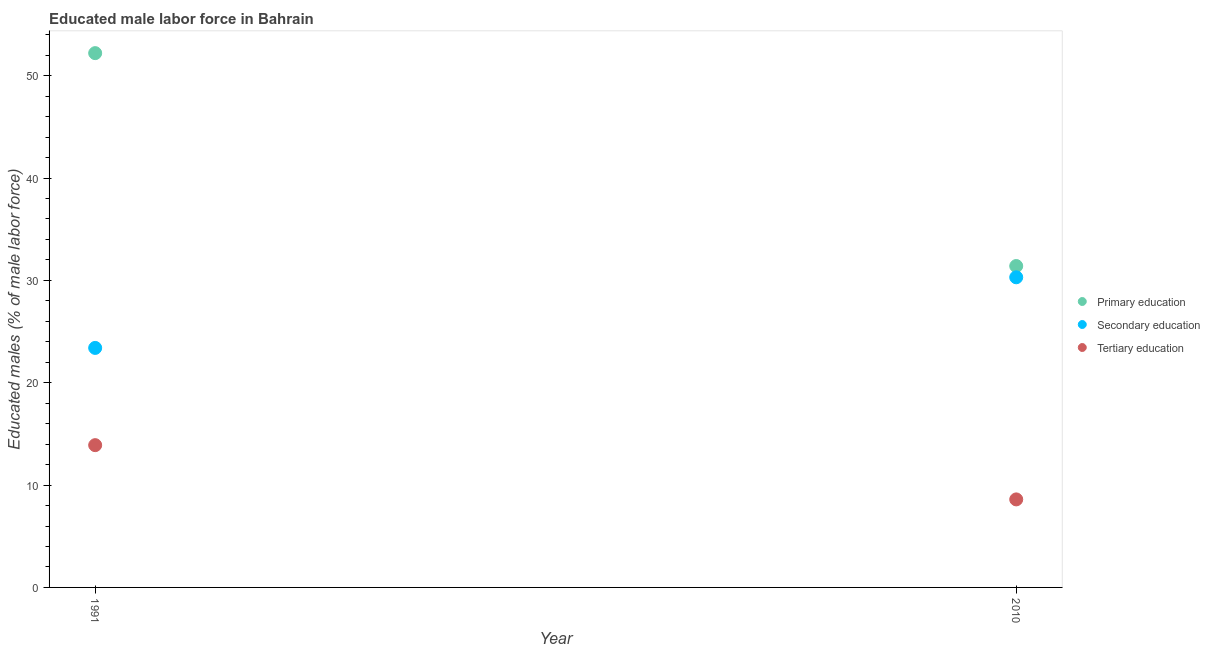 Educated male labor force in Bahrain
Educated males (% of male labor force)
50
40
30
20
10
0
1991
2010
Year
Primary education
Secondary education
Tertiary education